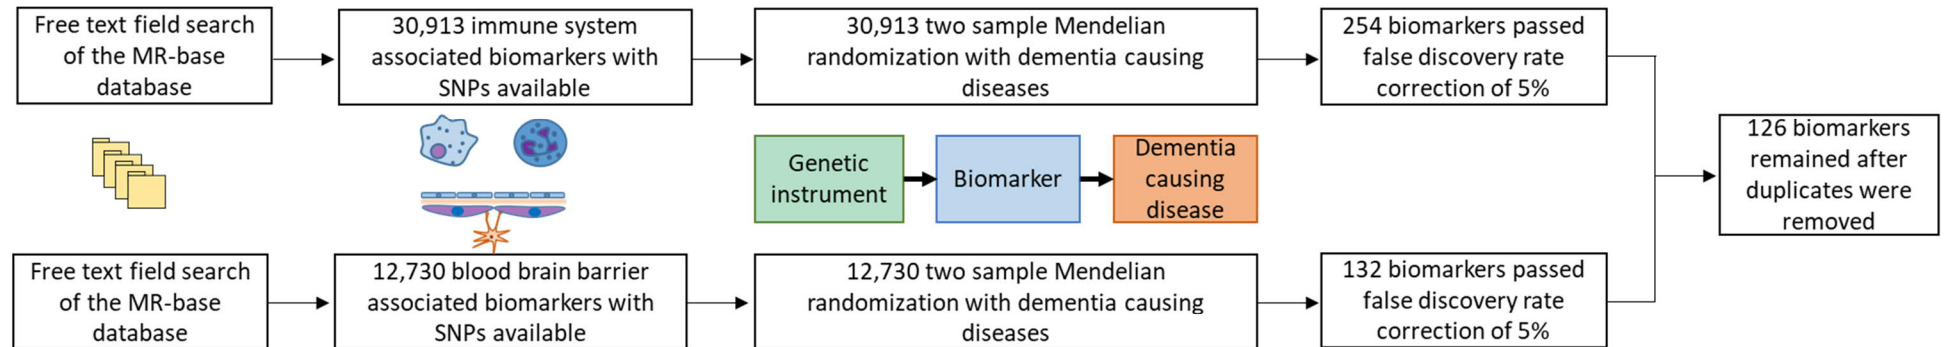 Free text field search
of the MR-base
database
30,913 immune system
associated biomarkers with
SNPs available
30,913 two sample Mendelian
randomization with dementia causing
diseases
254 biomarkers passed
false discovery rate
correction of 5%
126 biomarkers
remained after
duplicates were
removed
Genetic
instrument
Biomarker
Dementia
causing
disease
Free text field search
of the MR-base
database
12,730 blood brain barrier
associated biomarkers with
SNPs available
12,730 two sample Mendelian
randomization with dementia causing
diseases
132 biomarkers passed
false discovery rate
correction of 5%